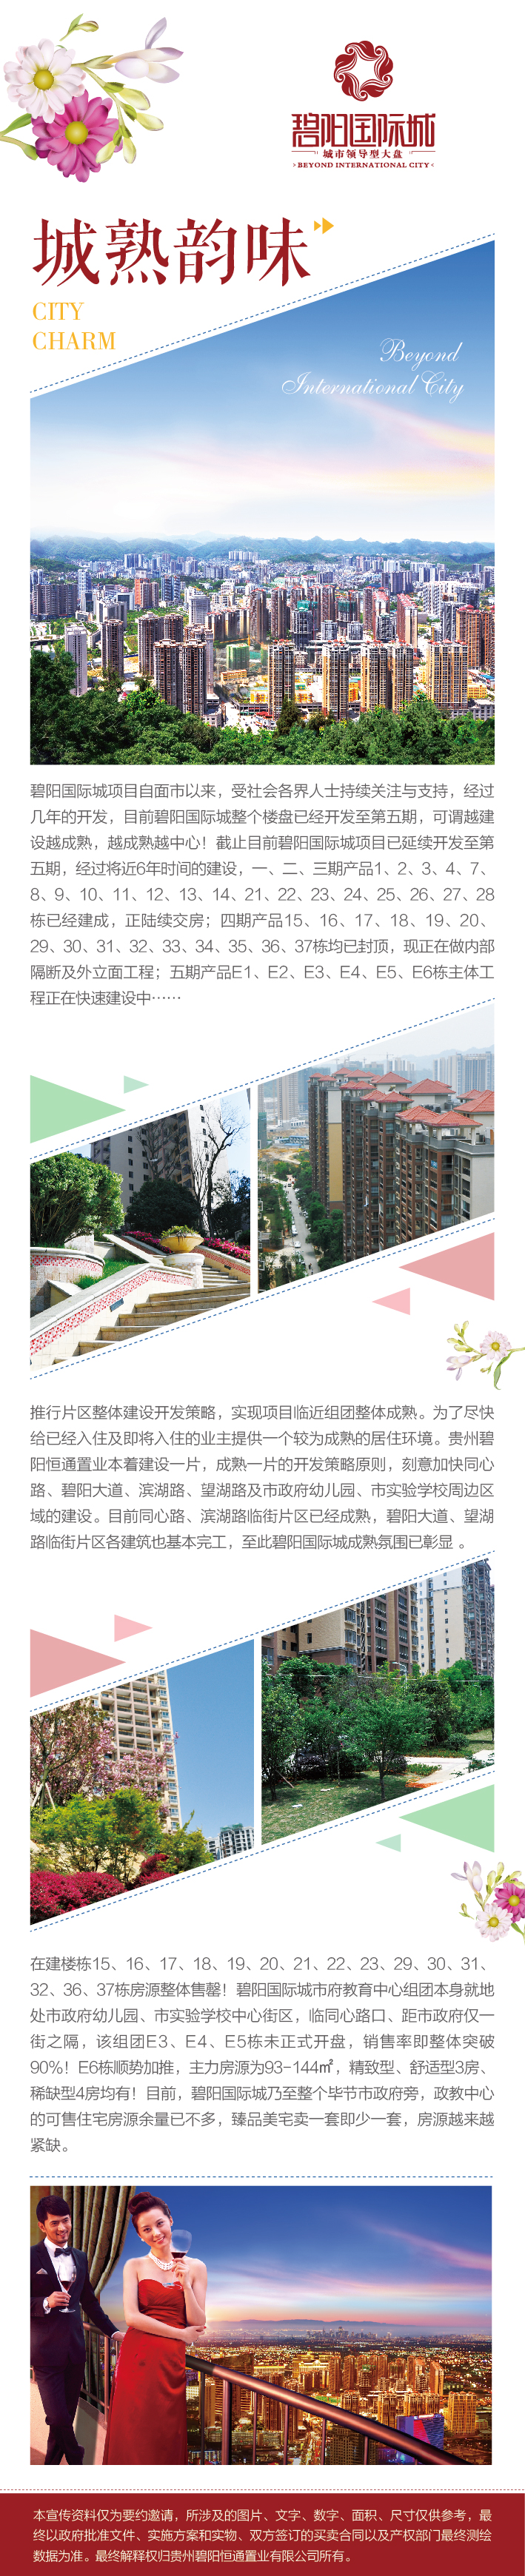 碧阳国际城
城市领导型大盘
BEYOND INTERNATIONAL CITY
城熟韵味
CITY
CHARM
Beyond
International City
碧阳国际城项目自面市以来，受社会各界人士持续关注与支持，经过
几年的开发，目前碧阳国际城整个楼盘已经开发至第五期，可谓越建
设越成熟，越成熟越中心！截止目前碧阳国际城项目已延续开发至第
五期，经过将近6年时间的建设，一、二、三期产品1、2、3、4、7、
8、9、10、11、12、13、14、21、22、23、24、25、26、27、28
栋已经建成，正陆续交房；四期产品15、16、17、18、19、20、
29、30、31、32、33、34、35、36、37栋均已封顶，现正在做内部
隔断及外立面工程；五期产品E1、E2、E3、E4、E5、E6栋主体工
程正在快速建设中……
推行片区整体建设开发策略，实现项目临近组团整体成熟。为了尽快
给已经入住及即将入住的业主提供一个较为成熟的居住环境。贵州碧
阳恒通置业本着建设一片，成熟一片的开发策略原则，刻意加快同心
路、碧阳大道、滨湖路、望湖路及市政府幼儿园、市实验学校周边区
域的建设。目前同心路、滨湖路临街片区已经成熟，碧阳大道、望湖
路临街片区各建筑也基本完工，至此碧阳国际城成熟氛围已彰显 。
在建楼栋15、16、17、18、19、20、21、22、23、29、30、31、
32、36、37栋房源整体售罄！碧阳国际城市府教育中心组团本身就地
处市政府幼儿园、市实验学校中心街区，临同心路口、距市政府仅一
街之隔，该组团E3、E4、E5栋未正式开盘，销售率即整体突破
90%！E6栋顺势加推，主力房源为93-144㎡，精致型、舒适型3房、
稀缺型4房均有！目前，碧阳国际城乃至整个毕节市政府旁，政教中心
的可售住宅房源余量已不多，臻品美宅卖一套即少一套，房源越来越
紧缺。
本宣传资料仅为要约邀请，所涉及的图片、文字、数字、面积、尺寸仅供参考，最
终以政府批准文件、实施方案和实物、双方签订的买卖合同以及产权部门最终测绘
数据为准。最终解释权归贵州碧阳恒通置业有限公司所有。